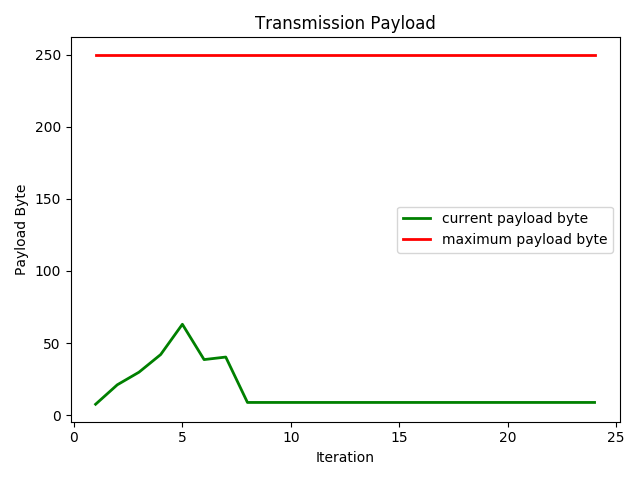 Transmission Payload
250
200
150
100
50
0
Payload Byte
current payload byte
maximum payload byte
0 5 10 15 20 25
Iteration